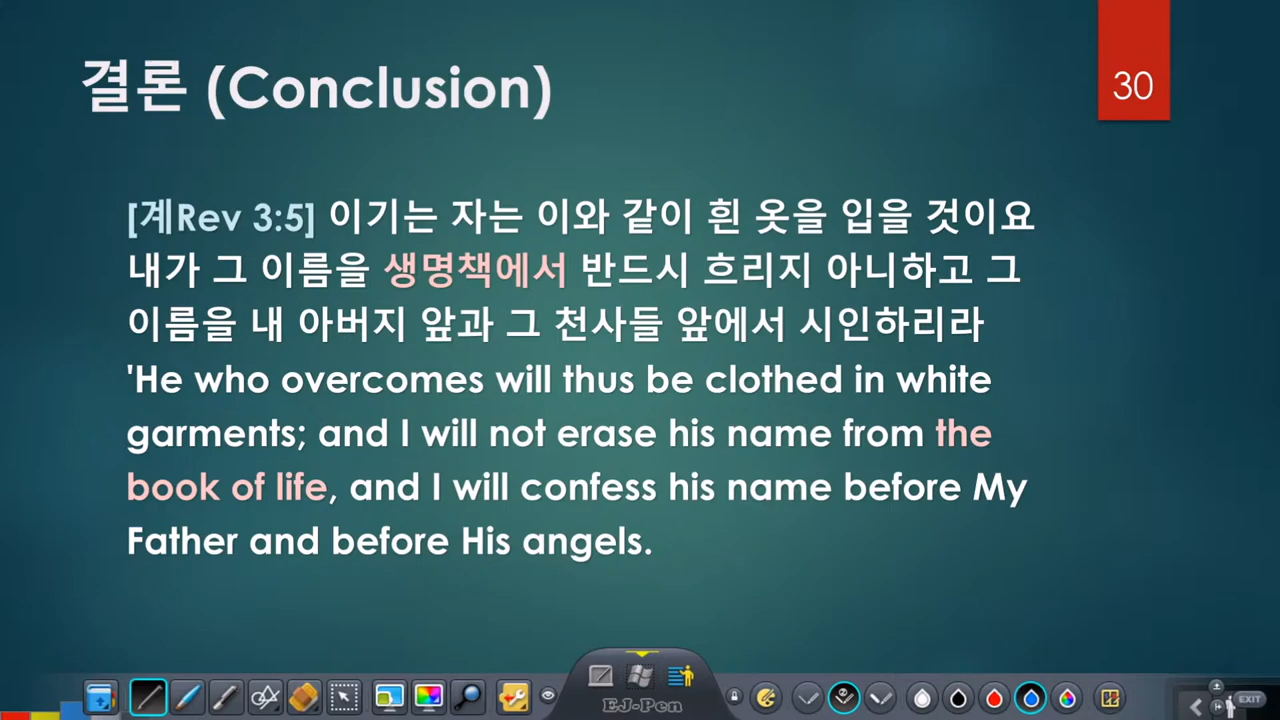 결론 (Conclusion)
30
[계Rev 3:5] 이기는 자는 이와 같이 흰 옷을 입을 것이요
내가 그 이름을 생명책에서 반드시 흐리지 아니하고 그
이름을 내 아버지 앞과 그 천사들 앞에서 시인하리라
'He who overcomes will thus be clothed in white
garments; and I will not erase his name from the
book of life, and I will confess his name before My
Father and before His angels.
EJ-Pen
EXIT